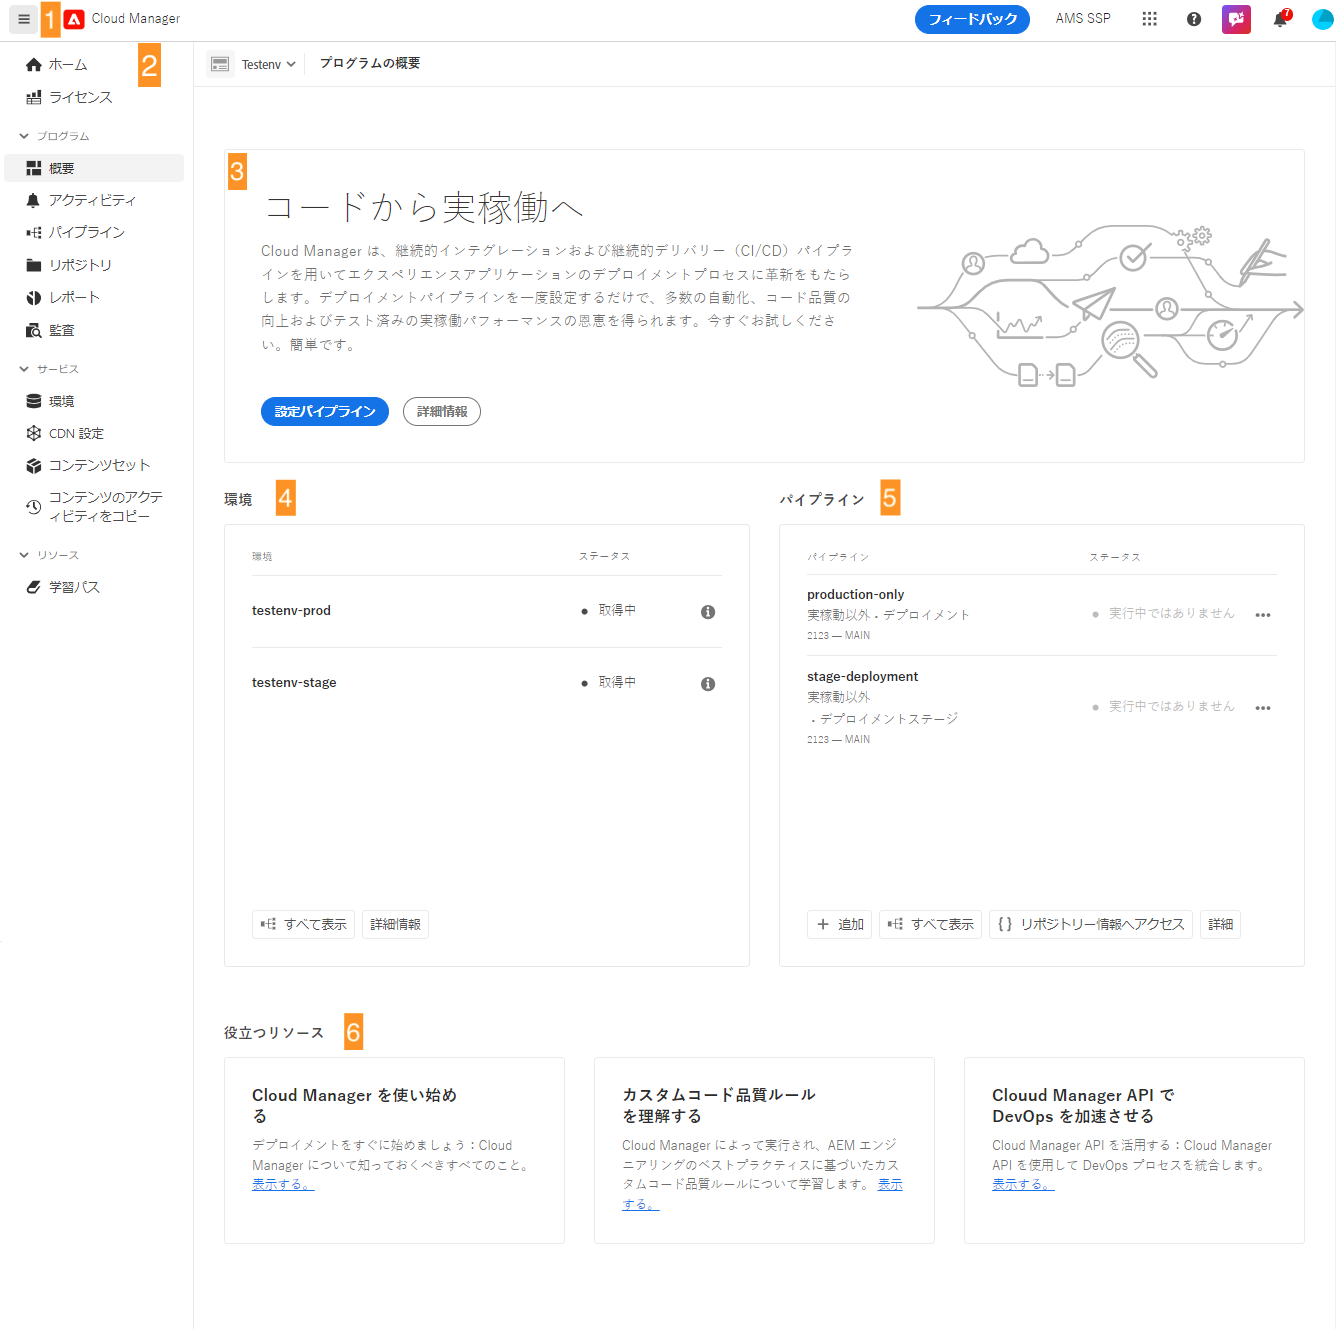 1
Cloud Manager
フィードバック
AMS SSP
7
ホーム
2
ライセンス
プログラム
概要
アクティビティ
パイプライン
リポジトリ
レポート
監査
サービス
環境
CDN 設定
コンテンツセット
コンテンツのアクテ
ィビティをコピー
リソース
学習パス
Testenv
プログラムの概要
3
コードから実稼働へ
Cloud Manager は、継続的インテグレーションおよび継続的デリバリー（CI/CD）パイプラ
インを用いてエクスペリエンスアプリケーションのデプロイメントプロセスに革新をもたら
します。デプロイメントパイプラインを一度設定するだけで、多数の自動化、コード品質の
向上およびテスト済みの実稼働パフォーマンスの恩恵を得られます。今すぐお試しくださ
い。簡単です。
設定パイプライン
詳細情報
環境
4
環境
ステータス
testenv-prod
取得中
testenv-stage
取得中
すべて表示
詳細情報
パイプライン
5
パイプライン
ステータス
production-only
実稼動以外・デプロイメント
2123 — MAIN
実行中ではありません
stage-deployment
実稼動以外
・デプロイメントステージ
2123 — MAIN
実行中ではありません
追加
すべて表示
リポジトリー情報へアクセス
詳細
役立つリソース
6
Cloud Manager を使い始め
る
デプロイメントをすぐに始めましょう：Cloud
Manager について知っておくべきすべてのこと。
表示する。
カスタムコード品質ルール
を理解する
Cloud Manager によって実行され、AEM エンジ
ニアリングのベストプラクティスに基づいたカス
タムコード品質ルールについて学習します。 表示
する。
Clouud Manager API で
DevOps を加速させる
Cloud Manager API を活用する：Cloud Manager
API を使用して DevOps プロセスを統合します。
表示する。